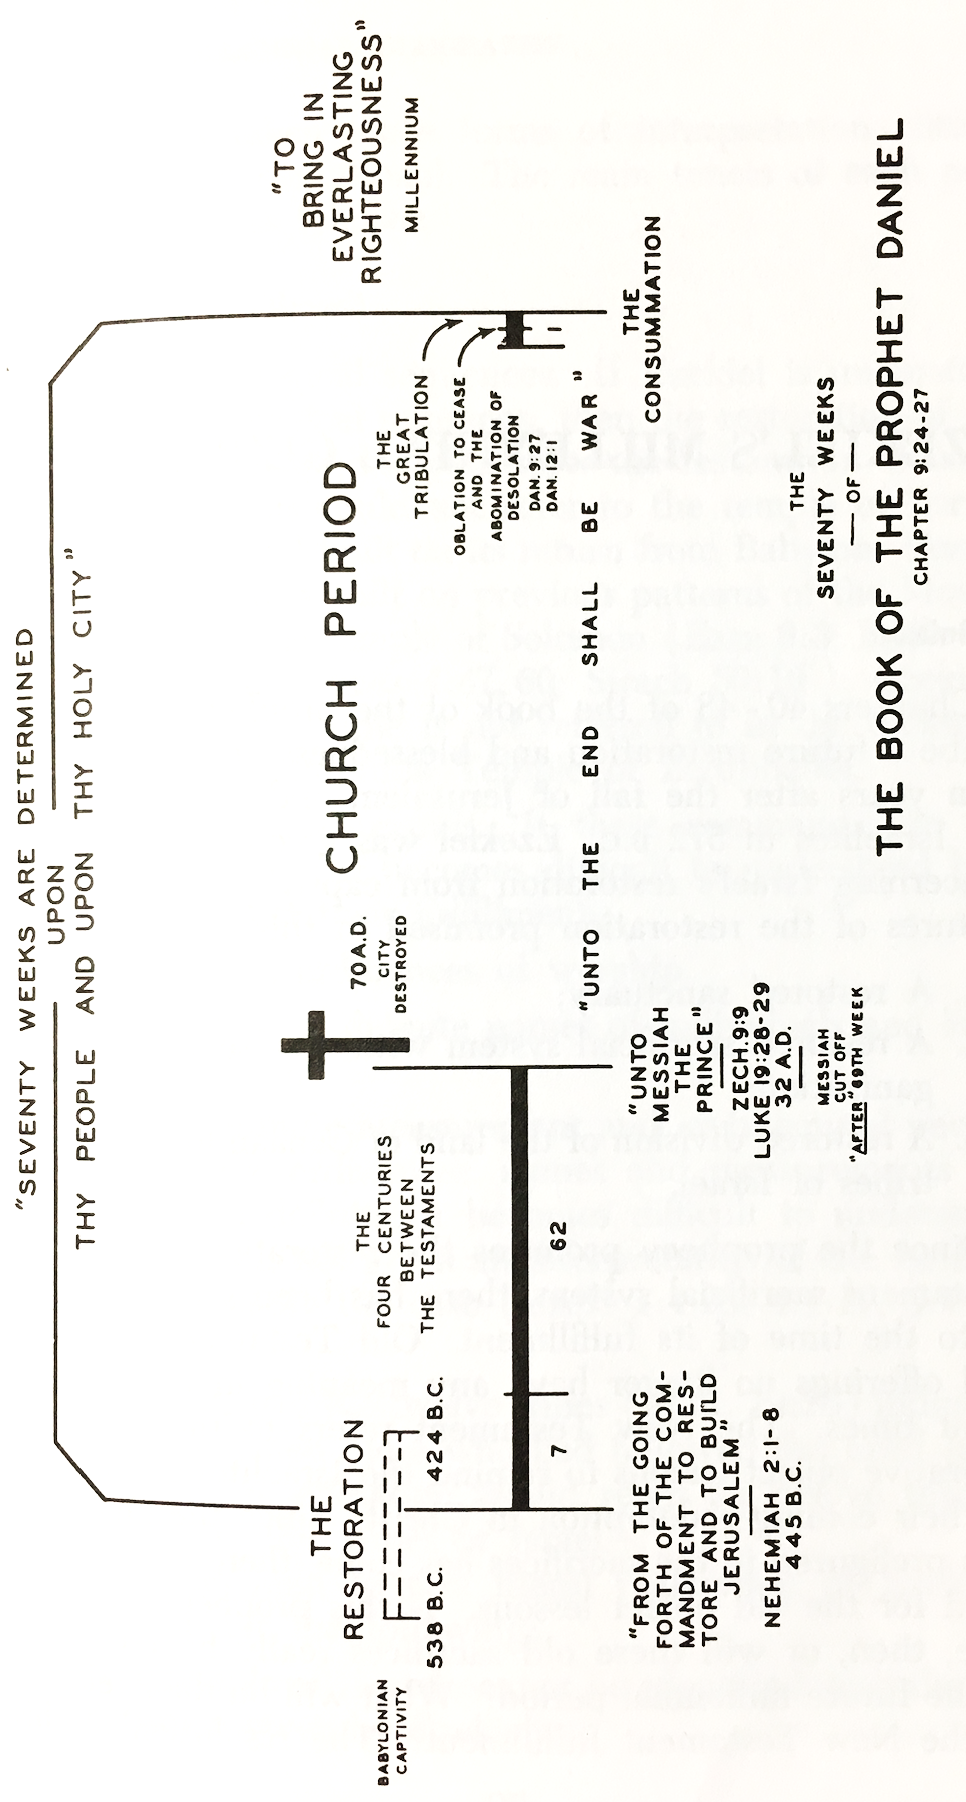 "SEVENTY WEEKS ARE DETERMINED
UPON
THY PEOPLE AND UPON THY HOLY CITY"
"TO
BRING IN
EVERLASTING
RIGHTEOUSNESS"
MILLENNIUM
THE
RESTORATION
BABYLONIAN
CAPTIVITY
538 B.C.
424 B.C.
THE
FOUR CENTURIES
BETWEEN
THE TESTAMENTS
70 A.D.
CITY
DESTROYED
CHURCH PERIOD
THE
GREAT
TRIBULATION
OBLATION TO CEASE
AND THE
ABOMINATION OF
DESOLATION
DAN. 9:27
DAN. 12:11
7
62
"UNTO THE END SHALL BE WAR"
"FROM THE GOING
FORTH OF THE COM-
MANDMENT TO RES-
TORE AND TO BUILD
JERUSALEM"
NEHEMIAH 2:1-8
445 B.C.
"UNTO
MESSIAH
THE
PRINCE"
ZECH. 9:9
LUKE 19:28-29
32 A.D.
MESSIAH
CUT OFF
"AFTER" 69TH WEEK
THE
CONSUMMATION
THE
SEVENTY WEEKS
OF
THE BOOK OF THE PROPHET DANIEL
CHAPTER 9:24-27